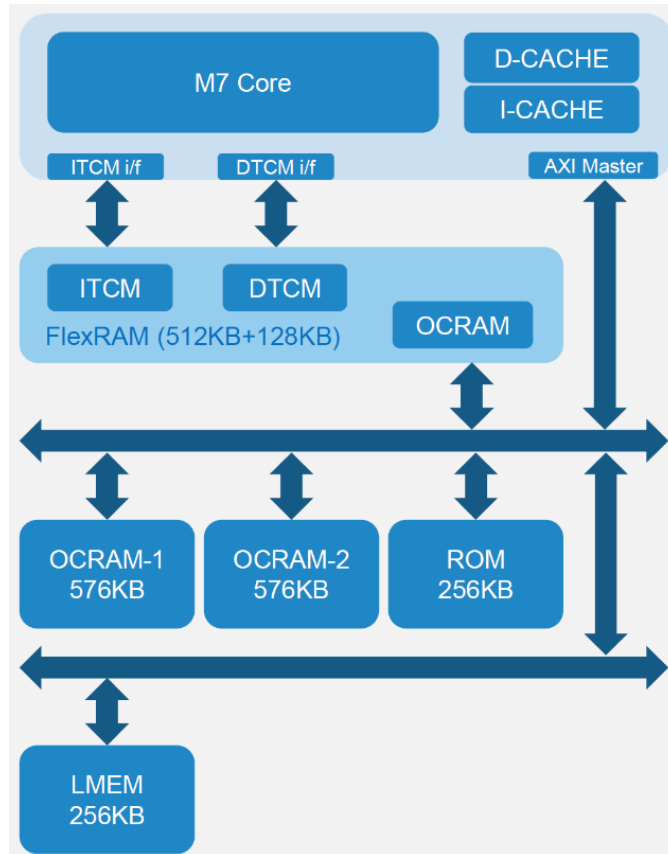 M7 Core
D-CACHE
I-CACHE
ITCM i/f
DTCM i/f
AXI Master
ITCM
DTCM
FlexRAM (512KB+128KB)
OCRAM
OCRAM-1
576KB
OCRAM-2
576KB
ROM
256KB
LMEM
256KB